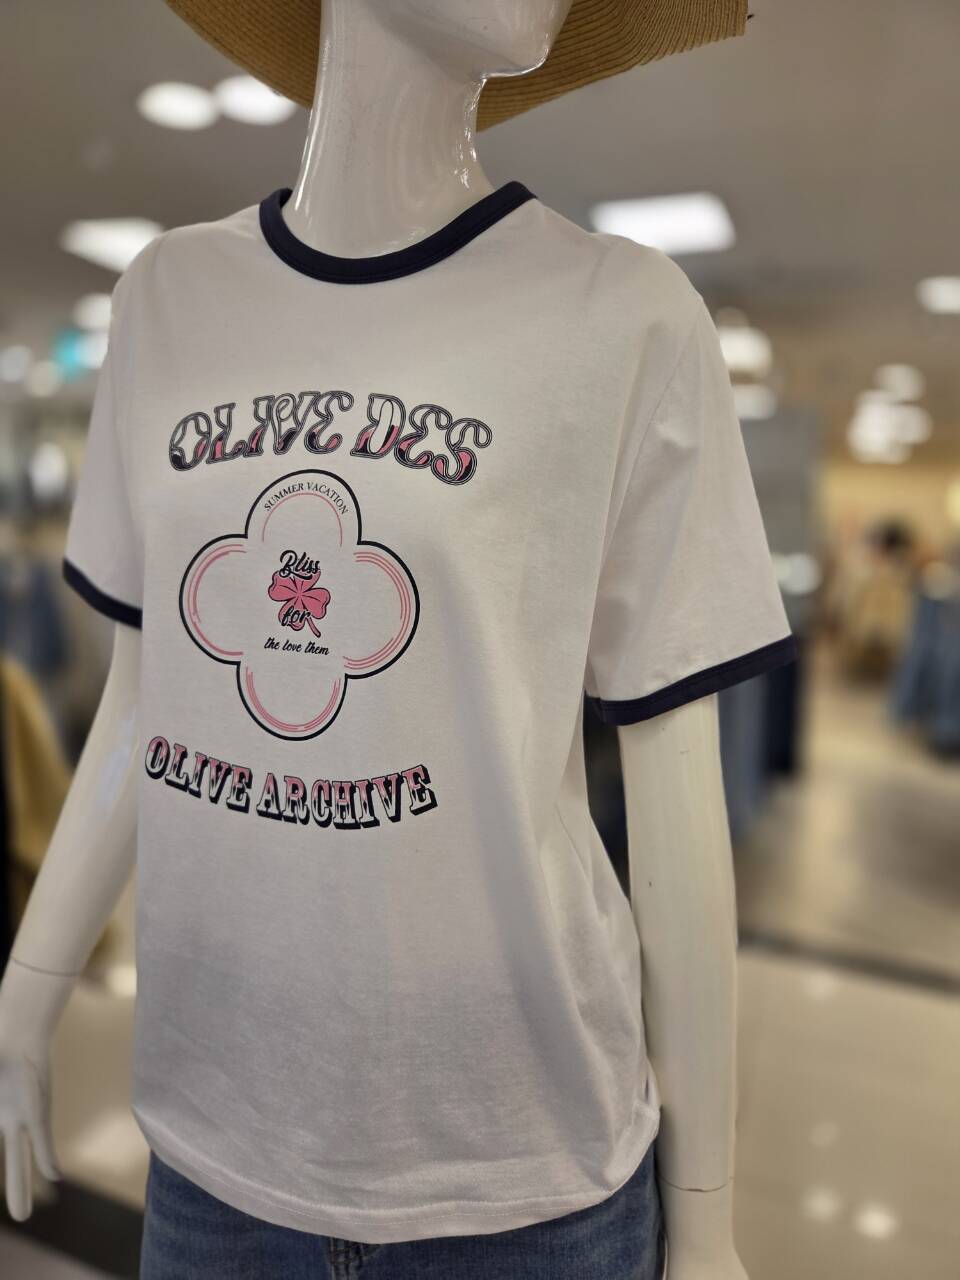 OLIVE DES
SUMMER VACATION
Bliss
for
the love them
OLIVE ARCHIVE